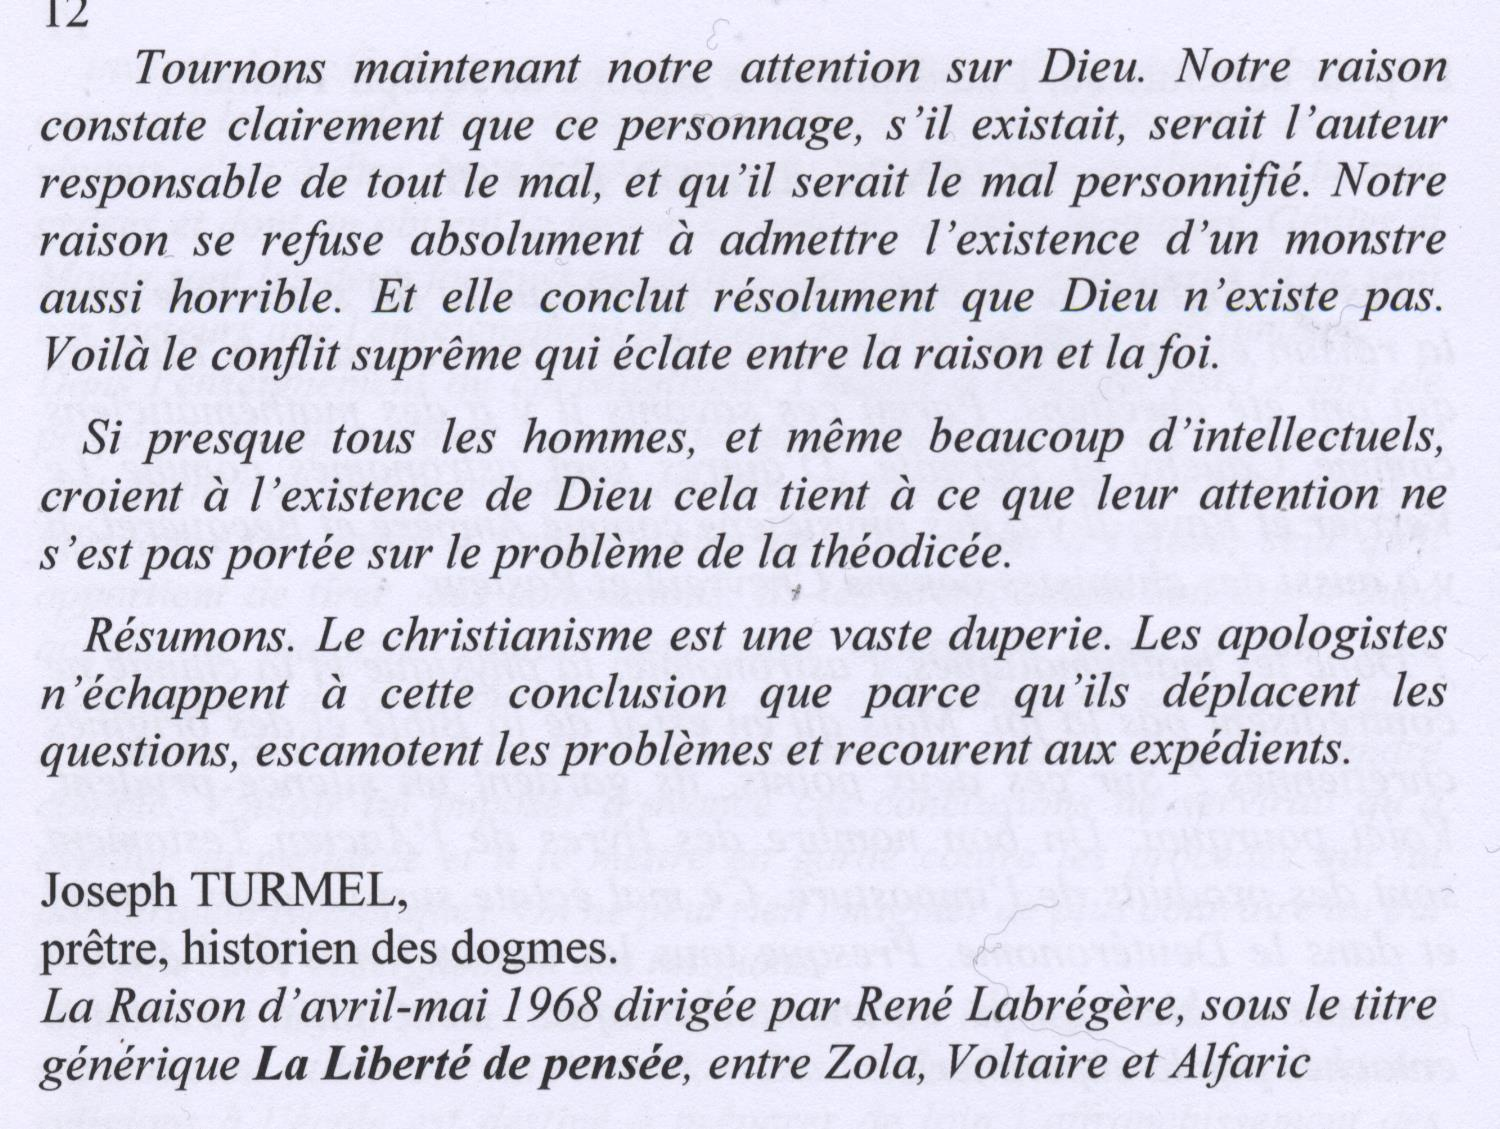 12
Tournons maintenant notre attention sur Dieu. Notre raison
constate clairement que ce personnage, s'il existait, serait l'auteur
responsable de tout le mal, et qu'il serait le mal personnifié. Notre
raison se refuse absolument à admettre l'existence d'un monstre
aussi horrible. Et elle conclut résolument que Dieu n'existe pas.
Voilà le conflit suprême qui éclate entre la raison et la foi.
Si presque tous les hommes, et même beaucoup d'intellectuels,
croient à l'existence de Dieu cela tient à ce que leur attention ne
s'est pas portée sur le problème de la théodicée.
Résumons. Le christianisme est une vaste duperie. Les apologistes
n'échappent à cette conclusion que parce qu'ils déplacent les
questions, escamotent les problèmes et recourent aux expédients.
Joseph TURMEL,
prêtre, historien des dogmes.
La Raison d'avril-mai 1968 dirigée par René Labrégère, sous le titre
générique La Liberté de pensée, entre Zola, Voltaire et Alfaric